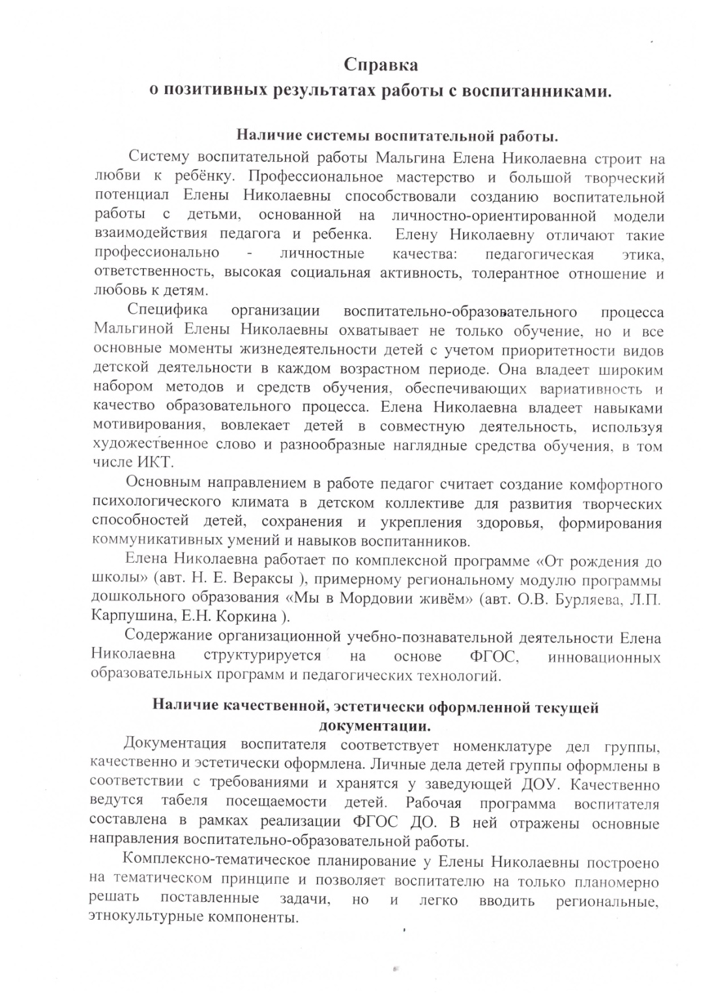 Справка
о позитивных результатах работы с воспитанниками.
Наличие системы воспитательной работы.
Систему воспитательной работы Мальгина Елена Николаевна строит на
любви к ребёнку. Профессиональное мастерство и большой творческий
потенциал Елены Николаевны способствовали созданию воспитательной
работы с детьми, основанной на личностно-ориентированной модели
взаимодействия педагога и ребенка. Елену Николаевну отличают такие
профессионально - личностные качества: педагогическая этика,
ответственность, высокая социальная активность, толерантное отношение и
любовь к детям.
Специфика организации воспитательно-образовательного процесса
Мальгиной Елены Николаевны охватывает не только обучение, но и все
основные моменты жизнедеятельности детей с учетом приоритетности видов
детской деятельности в каждом возрастном периоде. Она владеет широким
набором методов и средств обучения, обеспечивающих вариативность и
качество образовательного процесса. Елена Николаевна владеет навыками
мотивирования, вовлекает детей в совместную деятельность, используя
художественное слово и разнообразные наглядные средства обучения, в том
числе ИКТ.
Основным направлением в работе педагог считает создание комфортного
психологического климата в детском коллективе для развития творческих
способностей детей, сохранения и укрепления здоровья, формирования
коммуникативных умений и навыков воспитанников.
Елена Николаевна работает по комплексной программе «От рождения до
школы» (авт. Н. Е. Вераксы ), примерному региональному модулю программы
дошкольного образования «Мы в Мордовии живём» (авт. О.В. Бурляева, Л.П.
Карпушина, Е.Н. Коркина ).
Содержание организационной учебно-познавательной деятельности Елена
Николаевна структурируется на основе ФГОС, инновационных
образовательных программ и педагогических технологий.
Наличие качественной, эстетически оформленной текущей
документации.
Документация воспитателя соответствует номенклатуре дел группы,
качественно и эстетически оформлена. Личные дела детей группы оформлены в
соответствии с требованиями и хранятся у заведующей ДОУ. Качественно
ведутся табеля посещаемости детей. Рабочая программа воспитателя
составлена в рамках реализации ФГОС ДО. В ней отражены основные
направления воспитательно-образовательной работы.
Комплексно-тематическое планирование у Елены Николаевны построено
на тематическом принципе и позволяет воспитателю на только планомерно
решать поставленные задачи, но и легко вводить региональные,
этнокультурные компоненты.